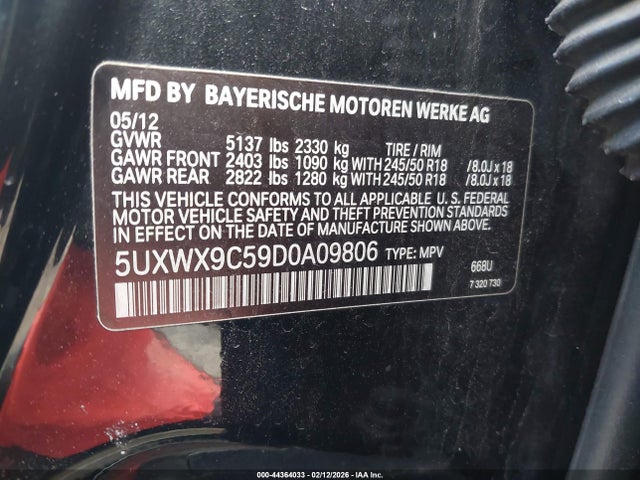 MFD BY BAYERISCHE MOTOREN WERKE AG
05/12
GVWR 5137 lbs 2330 kg TIRE / RIM
GAWR FRONT 2403 lbs 1090 kg WITH 245/50 R18 /8.0J x 18
GAWR REAR 2822 lbs 1280 kg WITH 245/50 R18 /8.0J x 18
THIS VEHICLE CONFORMS TO ALL APPLICABLE U. S. FEDERAL
MOTOR VEHICLE SAFETY AND THEFT PREVENTION STANDARDS
IN EFFECT ON THE DATE OF MANUFACTURE SHOWN ABOVE.
5UXWX9C59D0A09806 TYPE: MPV
668U
7 320 730
000-44364033 - 02/12/2026 - IAA Inc.